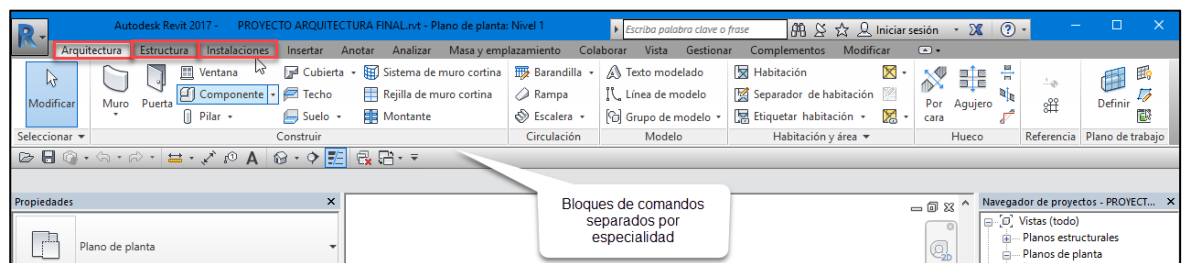 Autodesk Revit 2017 - PROYECTO ARQUITECTURA FINAL.rvt - Plano de planta: Nivel 1 Escriba palabra clave o frase Iniciar sesión
Arquitectura Estructura Instalaciones Insertar Anotar Analizar Masa y emplazamiento Colaborar Vista Gestionar Complementos Modificar
Ventana Cubierta Sistema de muro cortina Barandilla Texto modelado Habitación
Modificar Muro Puerta Componente Techo Rejilla de muro cortina Rampa Línea de modelo Separador de habitación Por cara Agujero Definir
Pilar Suelo Montante Escalera Grupo de modelo Etiquetar habitación
Seleccionar Construir Circulación Modelo Habitación y área Hueco Referencia Plano de trabajo
Bloques de comandos
separados por
especialidad
Propiedades
Plano de planta
2D
Navegador de proyectos - PROYECT...
Vistas (todo)
Planos estructurales
Planos de planta